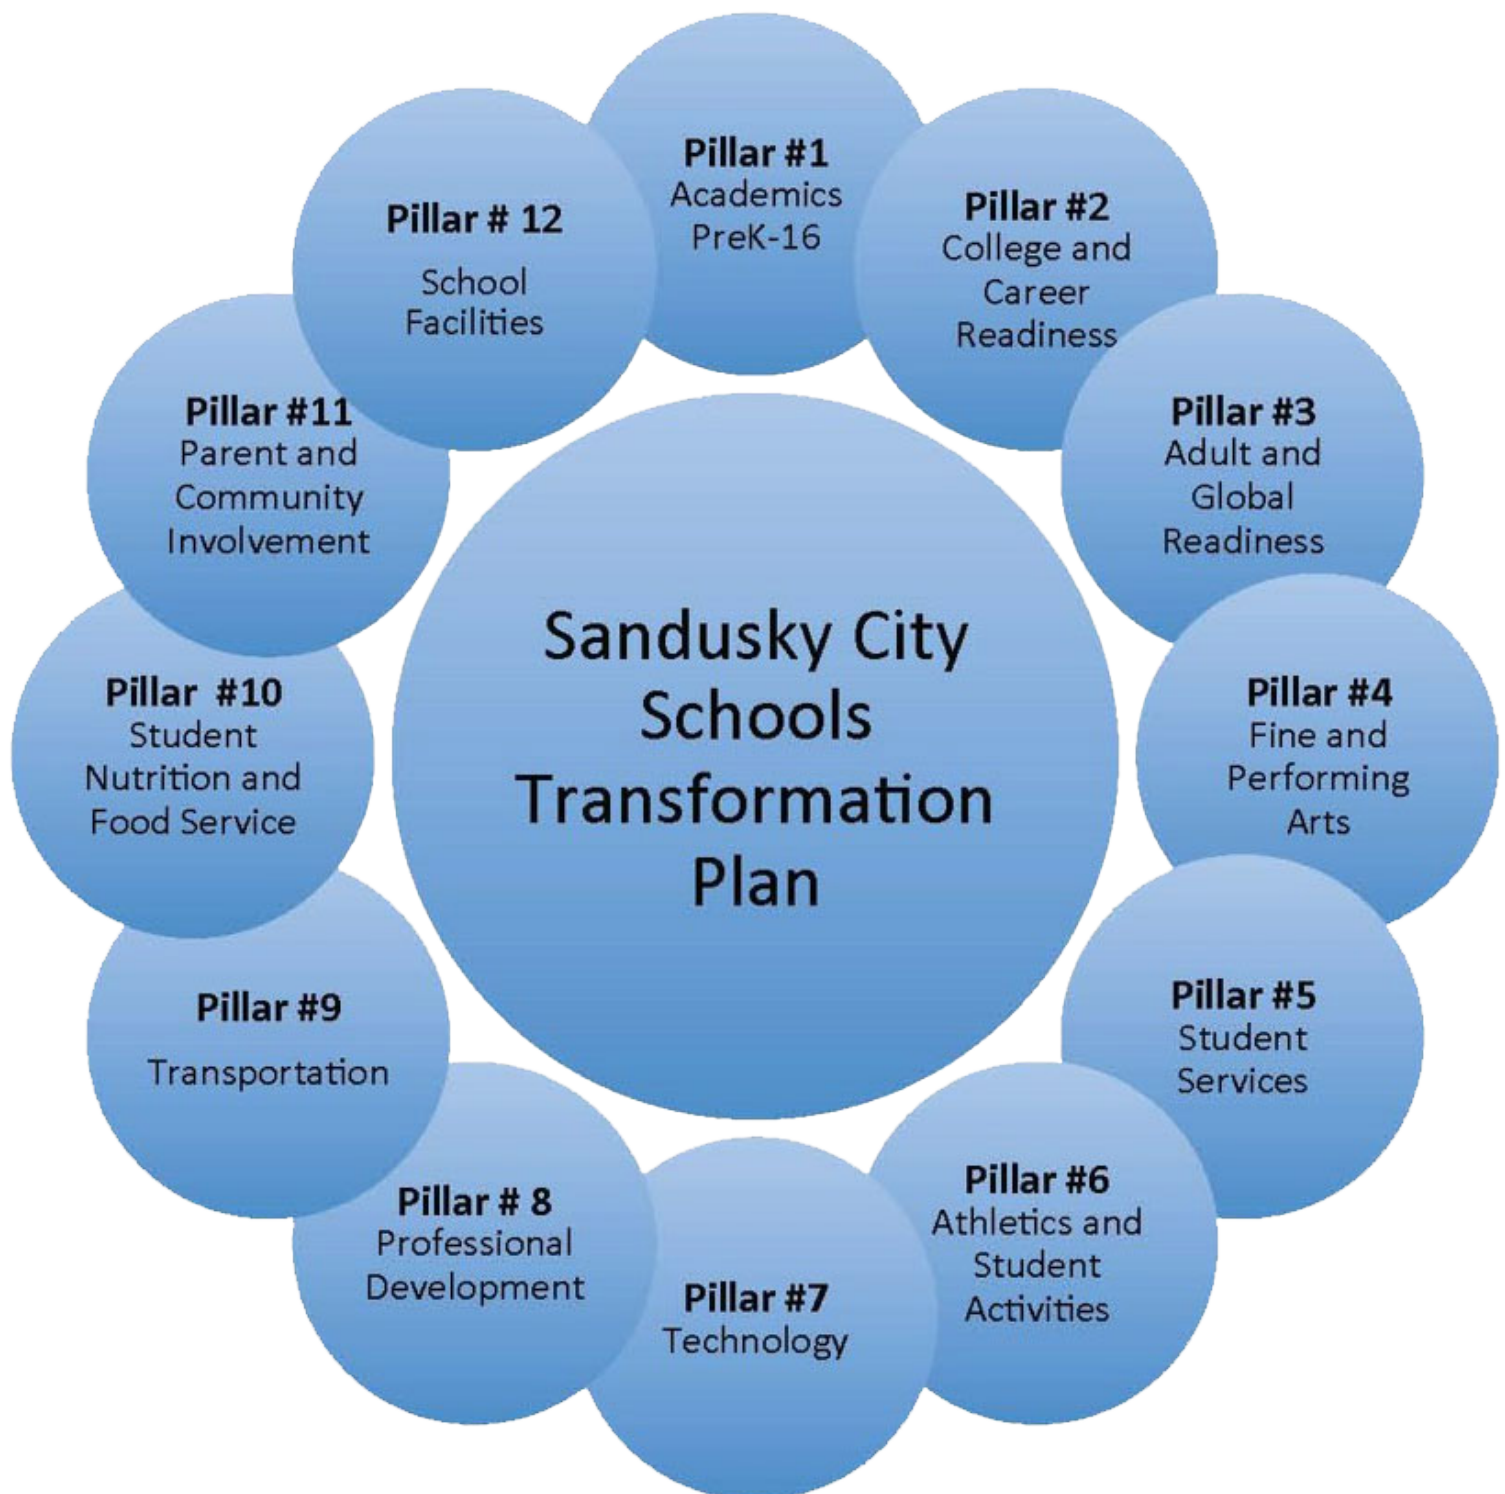 Pillar #1
Academics
PreK-16
Pillar #2
College and
Career
Readiness
Pillar #3
Adult and
Global
Readiness
Pillar #4
Fine and
Performing
Arts
Pillar #5
Student
Services
Pillar #6
Athletics and
Student
Activities
Pillar #7
Technology
Pillar # 8
Professional
Development
Pillar #9
Transportation
Pillar  #10
Student
Nutrition and
Food Service
Pillar #11
Parent and
Community
Involvement
Pillar # 12
School
Facilities
Sandusky City
Schools
Transformation
Plan